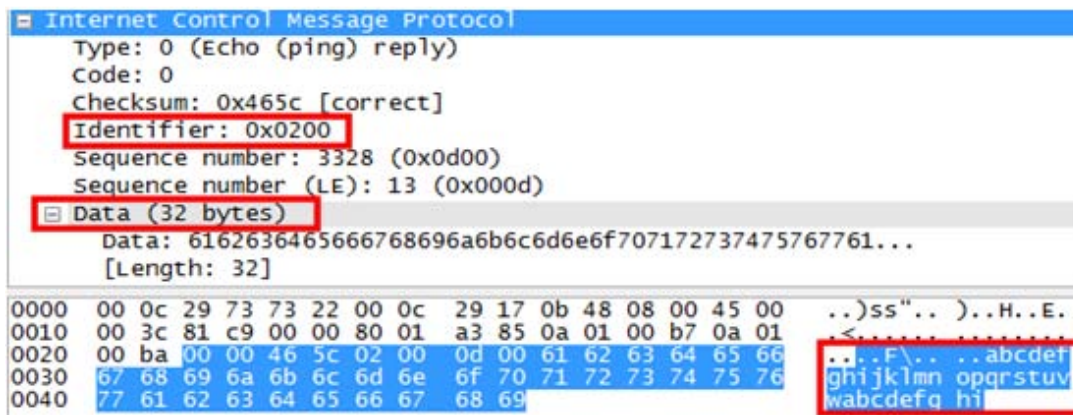 Internet Control Message Protocol
Type: 0 (Echo (ping) reply)
Code: 0
Checksum: 0x465c [correct]
Identifier: 0x0200
Sequence number: 3328 (0x0d00)
Sequence number (LE): 13 (0x000d)
Data (32 bytes)
Data: 6162636465666768696a6b6c6d6e6f7071727374757677​61...
[Length: 32]
0000 00 0c 29 73 73 22 00 0c 29 17 0b 48 08 00 45 00 ..)ss".. )..H..E.
0010 00 3c 81 c9 00 00 80 01 a3 85 0a 01 00 b7 0a 01 .<...... ........
0020 00 ba 00 00 46 5c 02 00 0d 00 61 62 63 64 65 66 ....F\.. ..abcdef
0030 67 68 69 6a 6b 6c 6d 6e 6f 70 71 72 73 74 75 76 ghijklmn opqrstuv
0040 77 61 62 63 64 65 66 67 68 69 wabcdefg hi